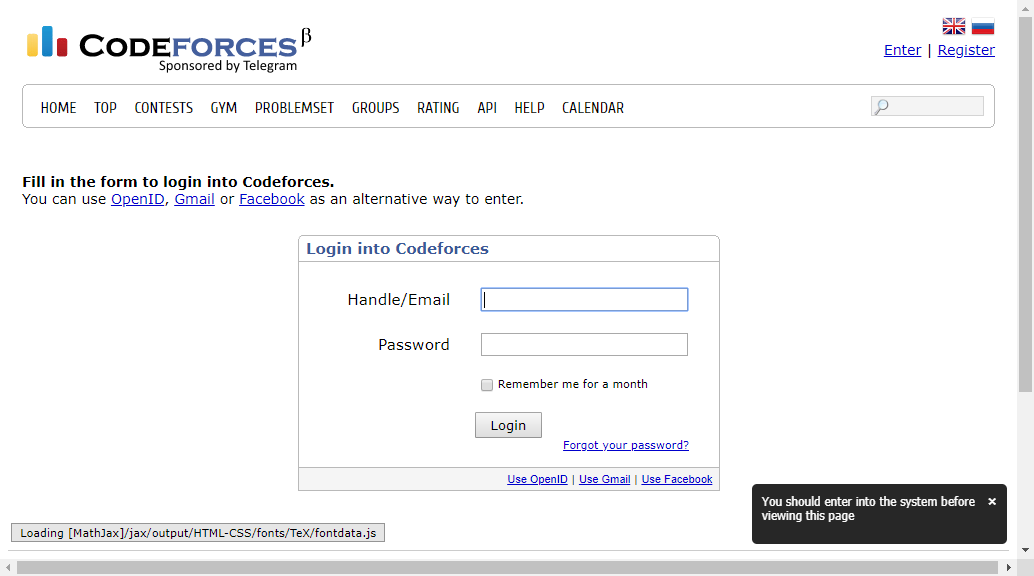 CODEFORCES β
Sponsored by Telegram
Enter | Register
HOME TOP CONTESTS GYM PROBLEMSET GROUPS RATING API HELP CALENDAR
Fill in the form to login into Codeforces.
You can use OpenID, Gmail or Facebook as an alternative way to enter.
Login into Codeforces
Handle/Email
Password
Remember me for a month
Login
Forgot your password?
Use OpenID | Use Gmail | Use Facebook
You should enter into the system before ×
viewing this page
Loading [MathJax]/jax/output/HTML-CSS/fonts/TeX/fontdata.js